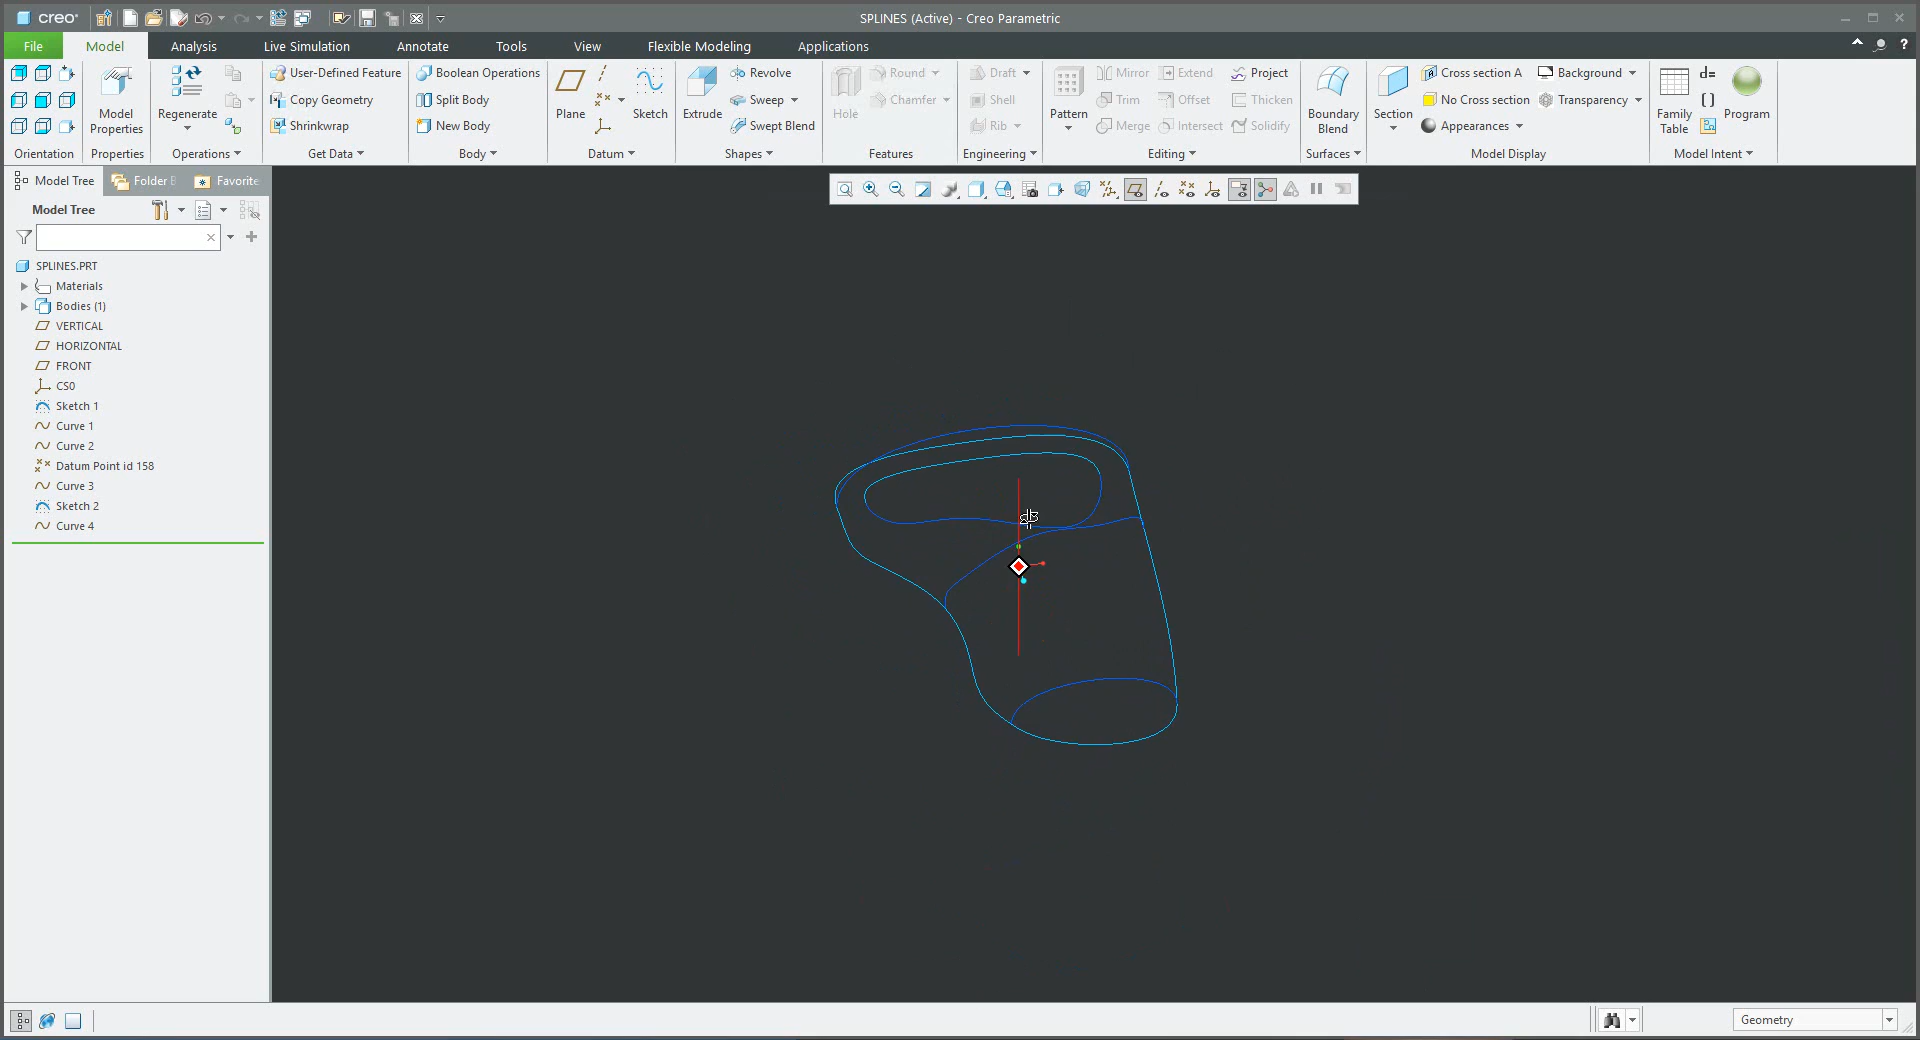 creo®
SPLINES (Active) - Creo Parametric
File
Model
Analysis
Live Simulation
Annotate
Tools
View
Flexible Modeling
Applications
Orientation
Model
Properties
Properties
Regenerate
Operations
User-Defined Feature
Copy Geometry
Shrinkwrap
Get Data
Boolean Operations
Split Body
New Body
Body
Plane
Sketch
Datum
Extrude
Revolve
Sweep
Swept Blend
Shapes
Hole
Round
Chamfer
Features
Draft
Shell
Rib
Engineering
Pattern
Mirror
Extend
Project
Trim
Offset
Thicken
Merge
Intersect
Solidify
Editing
Boundary
Blend
Surfaces
Section
Cross section A
No Cross section
Appearances
Background
Transparency
Model Display
Family
Table
d=
[ ]
Program
Model Intent
Model Tree
Folder B
Favorite
Model Tree
SPLINES.PRT
Materials
Bodies (1)
VERTICAL
HORIZONTAL
FRONT
CS0
Sketch 1
Curve 1
Curve 2
Datum Point id 158
Curve 3
Sketch 2
Curve 4
Geometry